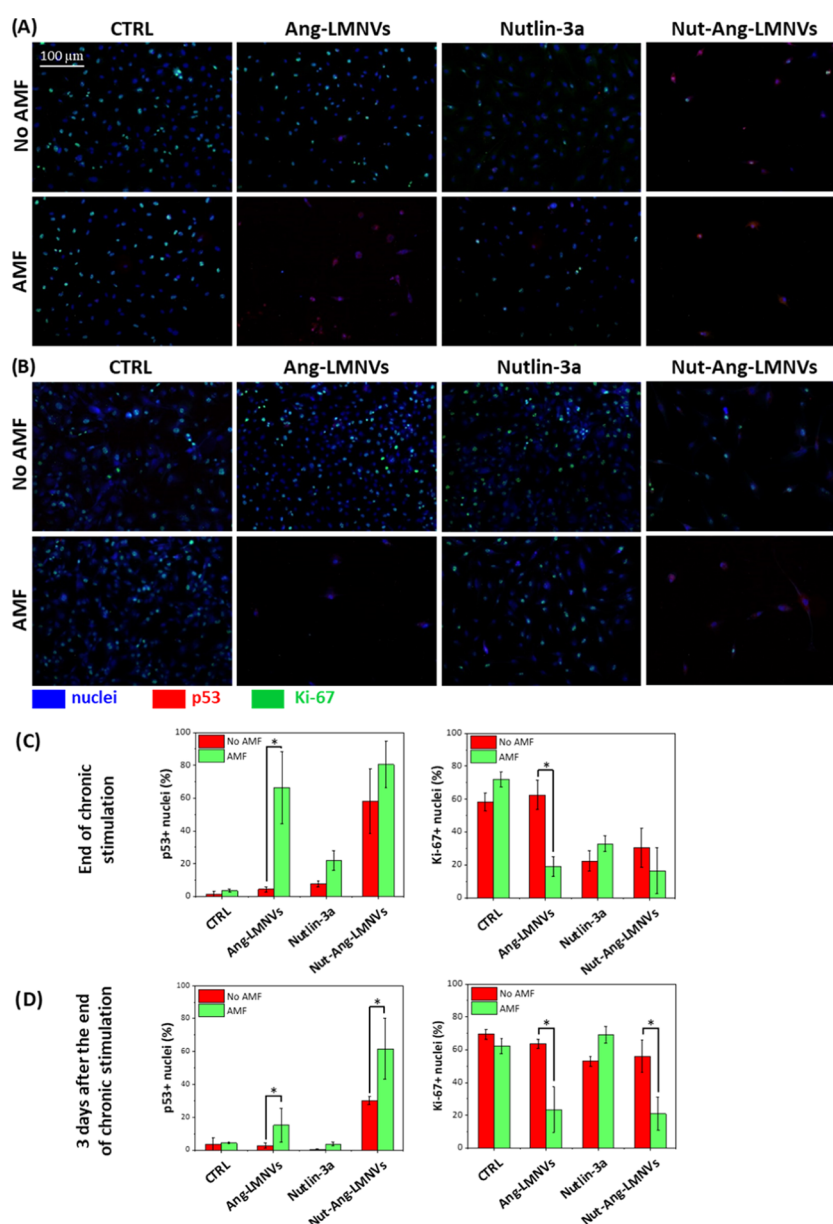 (A)
CTRL
Ang-LMNVs
Nutlin-3a
Nut-Ang-LMNVs
100 µm
No AMF
AMF
(B)
CTRL
Ang-LMNVs
Nutlin-3a
Nut-Ang-LMNVs
No AMF
AMF
nuclei
p53
Ki-67
(C)
End of chronic
stimulation
p53+ nuclei (%)
100
80
60
40
20
0
No AMF
AMF
*
CTRL
Ang-LMNVs
Nutlin-3a
Nut-Ang-LMNVs
Ki-67+ nuclei (%)
100
80
60
40
20
0
No AMF
AMF
*
CTRL
Ang-LMNVs
Nutlin-3a
Nut-Ang-LMNVs
(D)
3 days after the end
of chronic stimulation
p53+ nuclei (%)
100
80
60
40
20
0
No AMF
AMF
*
*
CTRL
Ang-LMNVs
Nutlin-3a
Nut-Ang-LMNVs
Ki-67+ nuclei (%)
100
80
60
40
20
0
No AMF
AMF
*
*
CTRL
Ang-LMNVs
Nutlin-3a
Nut-Ang-LMNVs